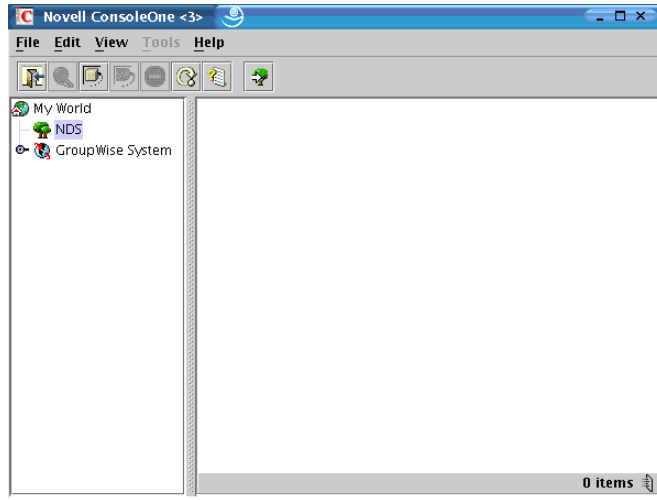 Novell ConsoleOne <3>
File Edit View Tools Help
My World
NDS
GroupWise System
0 items